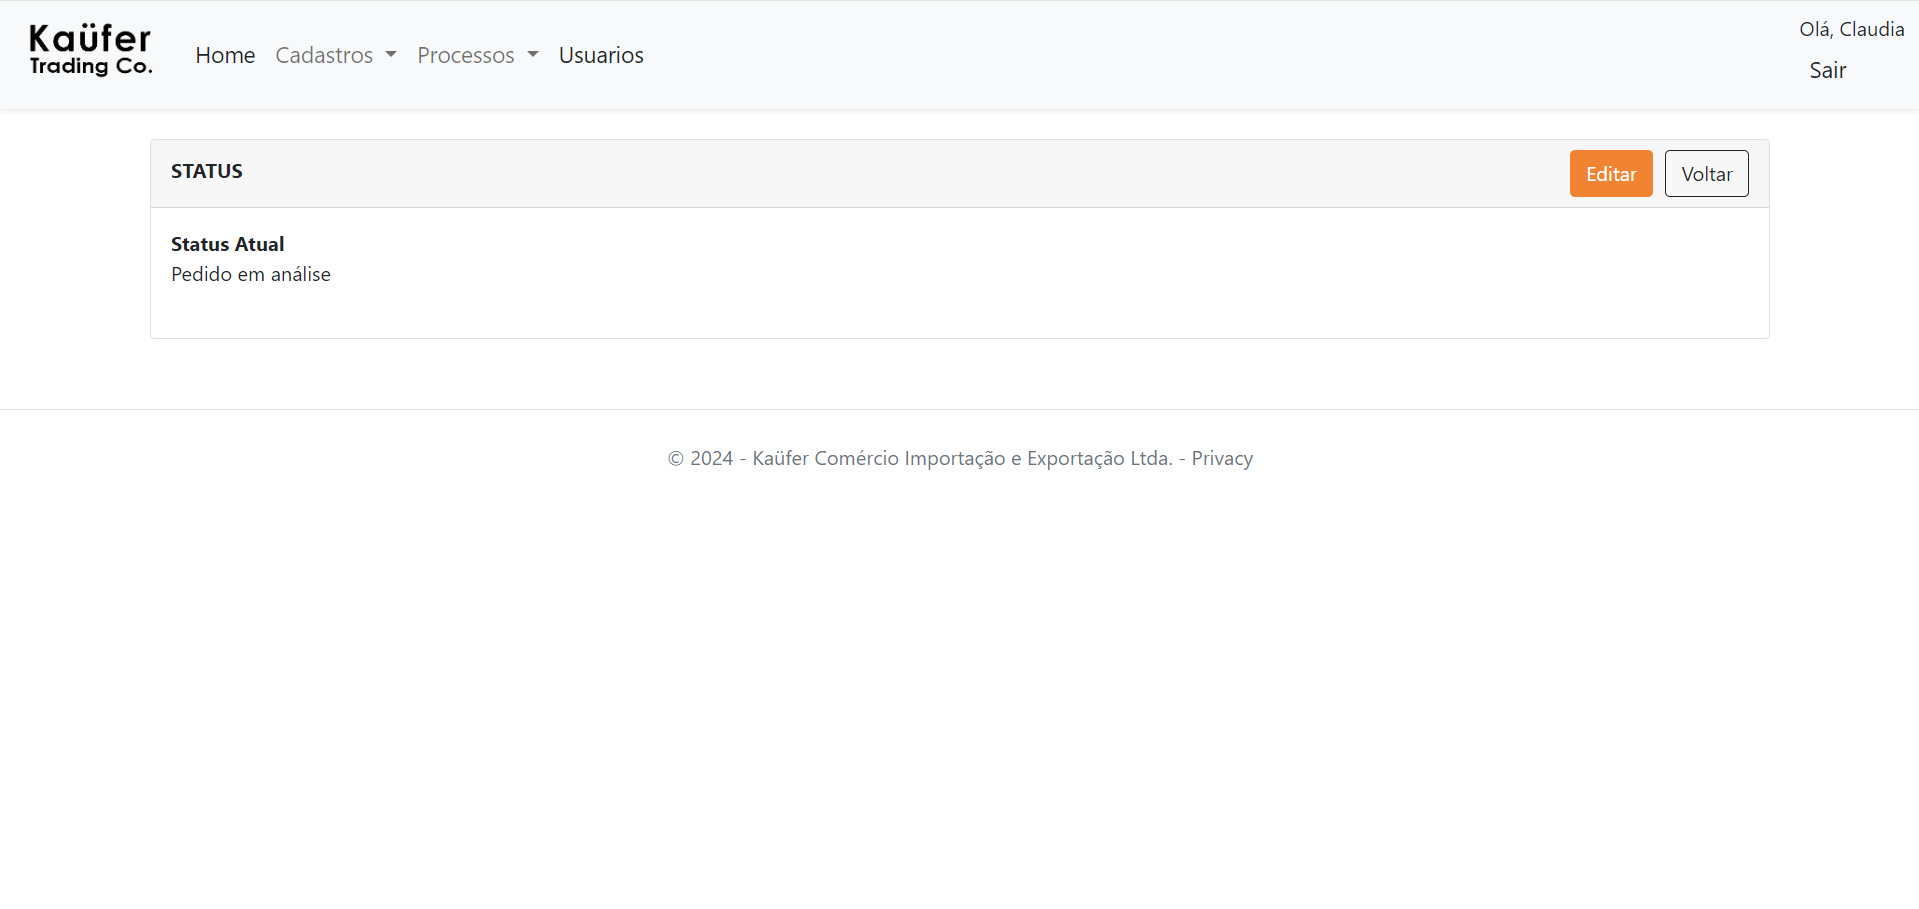 Kaüfer
Trading Co.
Home Cadastros Processos Usuarios
Olá, Claudia
Sair
STATUS
Editar Voltar
Status Atual
Pedido em análise
© 2024 - Kaüfer Comércio Importação e Exportação Ltda. - Privacy